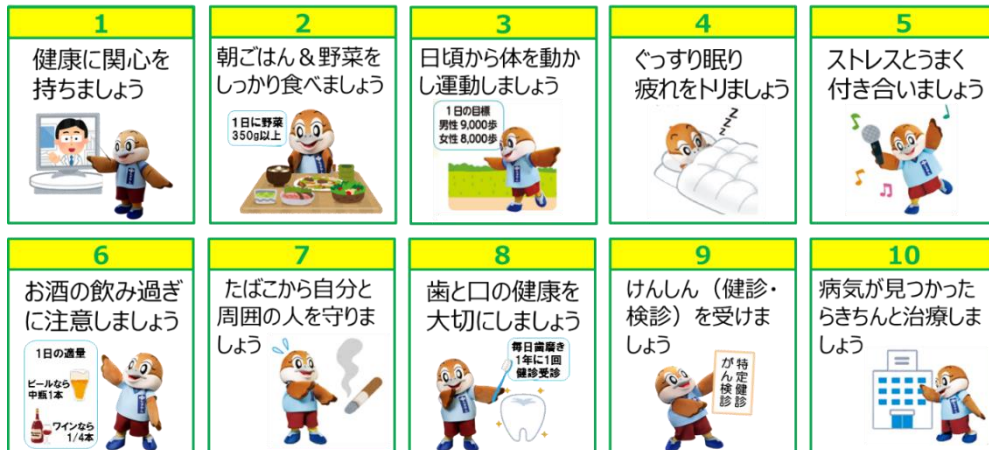 1
健康に関心を
持ちましょう
2
朝ごはん＆野菜を
しっかり食べましょう
1日に野菜
350g以上
3
日頃から体を動か
し運動しましょう
1日の目標
男性 9,000歩
女性 8,000歩
4
ぐっすり眠り
疲れをトリましょう
z z z
5
ストレスとうまく
付き合いましょう
6
お酒の飲み過ぎ
に注意しましょう
1日の適量
ビールなら
中瓶1本
ワインなら
1/4本
7
たばこから自分と
周囲の人を守りま
しょう
8
歯と口の健康を
大切にしましょう
毎日歯磨き
1年に1回
健診受診
9
けんしん（健診・
検診）を受けま
しょう
特定健診
がん検診
10
病気が見つかった
らきちんと治療しま
しょう